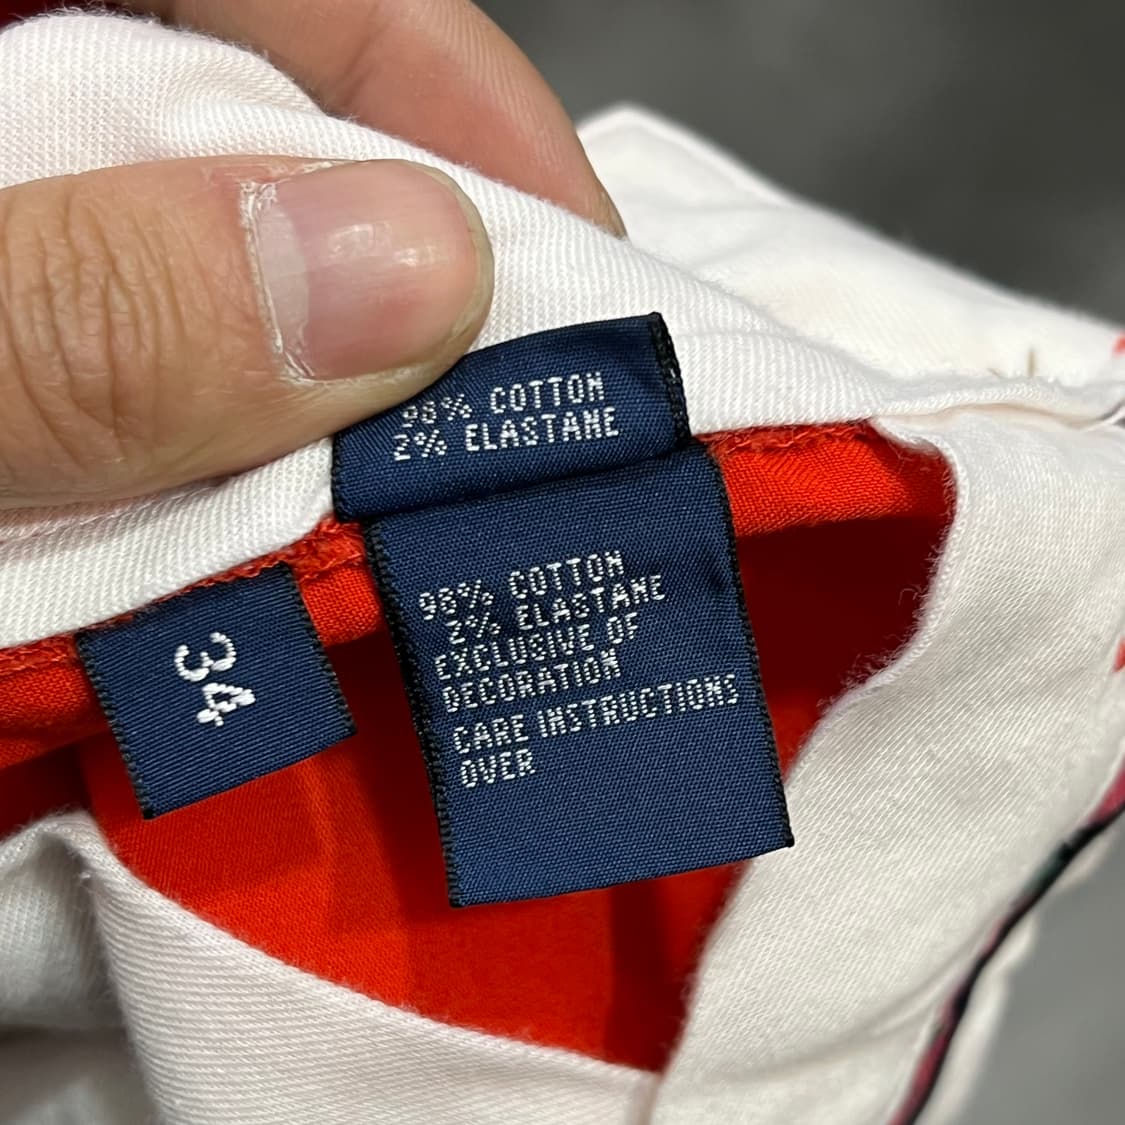 98% COTTON
2% ELASTANE
98% COTTON
2% ELASTANE
EXCLUSIVE OF
DECORATION
CARE INSTRUCTIONS
OVER
34